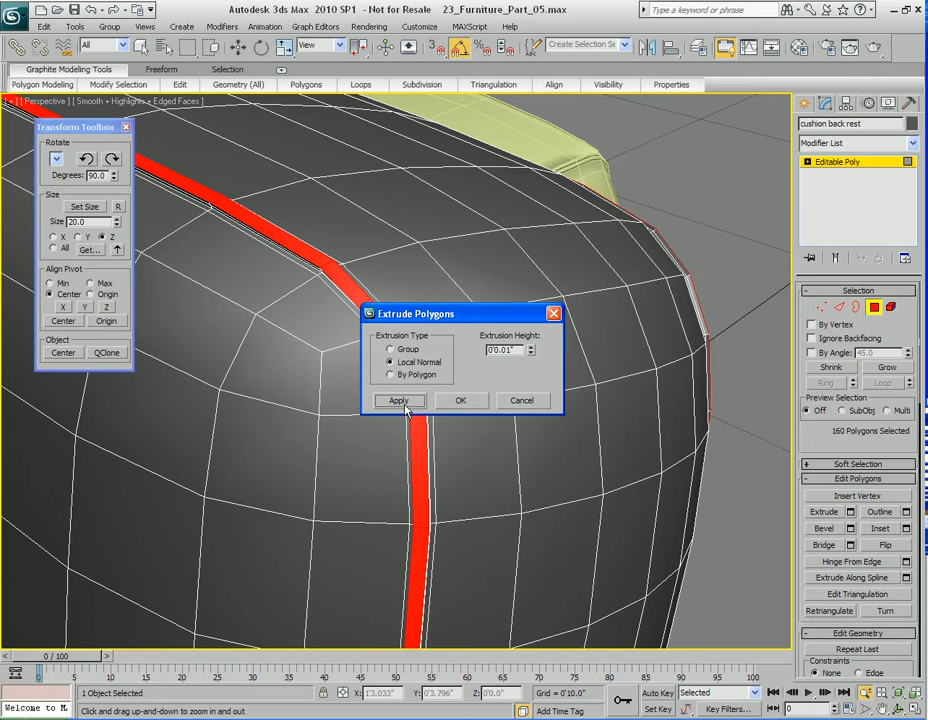 Autodesk 3ds Max 2010 SP1 - Not for Resale 23_Furniture_Part_05.max
Type a keyword or phrase
Edit Tools Group Views Create Modifiers Animation Graph Editors Rendering Customize MAXScript Help
All View Create Selection Se
Graphite Modeling Tools Freeform Selection
Polygon Modeling Modify Selection Edit Geometry (All) Polygons Loops Subdivision Triangulation Align Visibility Properties
[ + ] [ Perspective ] [ Smooth + Highlights + Edged Faces ]
Transform Toolbox
Rotate
Degrees: 90.0
Size
Set Size R
Size 20.0
X Y Z
All Get...
Align Pivot
Min Max
Center Origin
X Y Z
Center Origin
Object
Center QClone
Extrude Polygons
Extrusion Type
Group
Local Normal
By Polygon
Extrusion Height:
0'0.01"
Apply OK Cancel
cushion back rest
Modifier List
Editable Poly
Selection
By Vertex
Ignore Backfacing
By Angle: 45.0
Shrink Grow
Ring Loop
Preview Selection
Off SubObj Multi
160 Polygons Selected
Soft Selection
Edit Polygons
Insert Vertex
Extrude Outline
Bevel Inset
Bridge Flip
Hinge From Edge
Extrude Along Spline
Edit Triangulation
Retriangulate Turn
Edit Geometry
Repeat Last
Constraints
None Edge
0 / 100
0 5 10 15 20 25 30 35 40 45 50 55 60 65 70 75 80 85 90 95 100
1 Object Selected X: 1'3.033" Y: 0'3.796" Z: 0'0.0" Grid = 0'10.0" Auto Key Selected
Welcome to M Click and drag up-and-down to zoom in and out Add Time Tag Set Key Key Filters... 0